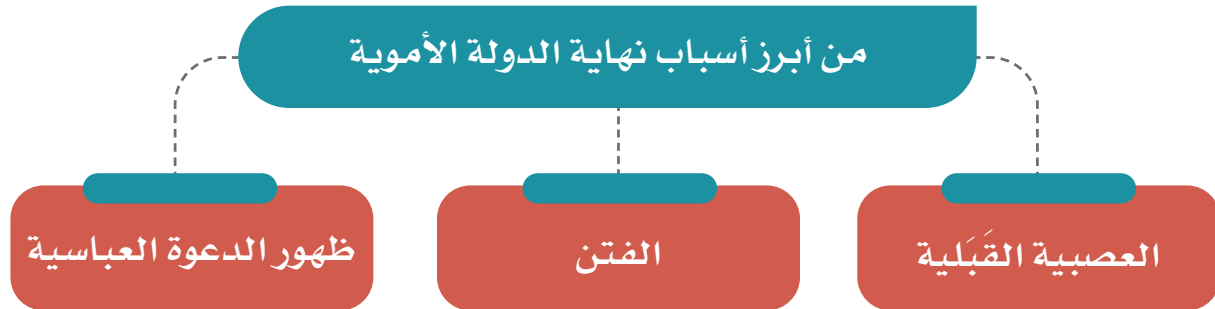 من أبرز أسباب نهاية الدولة الأموية
العصبية القَبَلية
الفتن
ظهور الدعوة العباسية